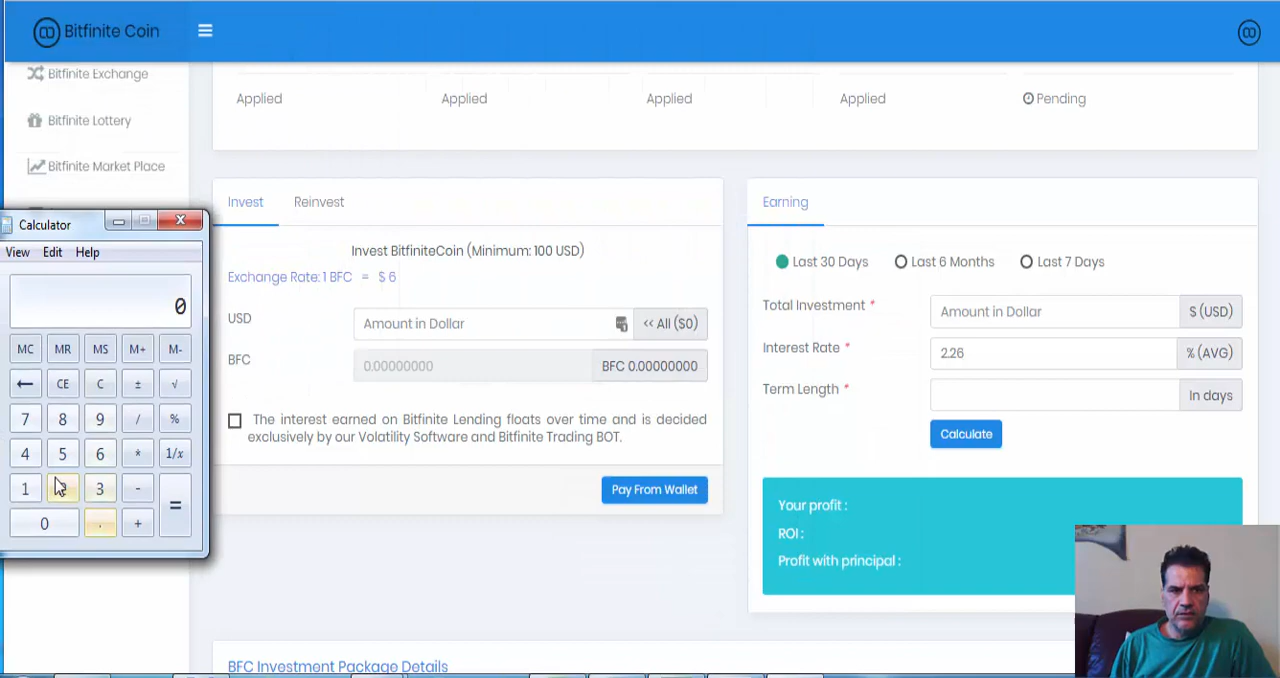 Bitfinite Coin
Bitfinite Exchange
Bitfinite Lottery
Bitfinite Market Place
Applied Applied Applied Applied Pending
Calculator
View Edit Help
0
MC MR MS M+ M-
← CE C ± √
7 8 9 / %
4 5 6 * 1/x
1 3 - =
0 . +
Invest Reinvest
Invest BitfiniteCoin (Minimum: 100 USD)
Exchange Rate: 1 BFC = $ 6
USD Amount in Dollar << All ($0)
BFC 0.00000000 BFC 0.00000000
The interest earned on Bitfinite Lending floats over time and is decided
exclusively by our Volatility Software and Bitfinite Trading BOT.
Pay From Wallet
Earning
Last 30 Days Last 6 Months Last 7 Days
Total Investment * Amount in Dollar $ (USD)
Interest Rate * 2.26 % (AVG)
Term Length * In days
Calculate
Your profit :
ROI :
Profit with principal :
BFC Investment Package Details